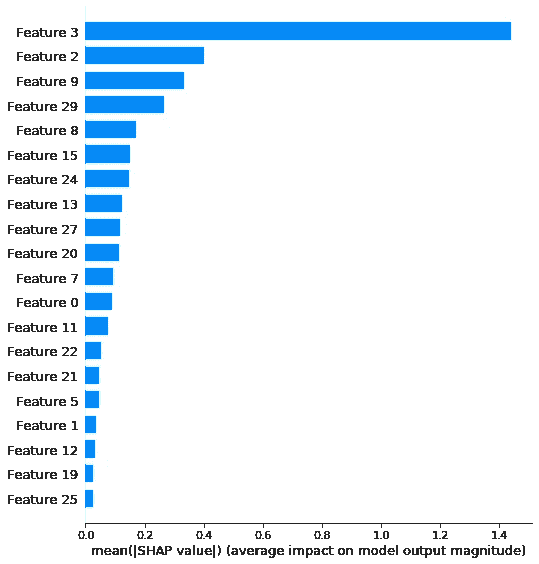 Feature 3
Feature 2
Feature 9
Feature 29
Feature 8
Feature 15
Feature 24
Feature 13
Feature 27
Feature 20
Feature 7
Feature 0
Feature 11
Feature 22
Feature 21
Feature 5
Feature 1
Feature 12
Feature 19
Feature 25
0.0 0.2 0.4 0.6 0.8 1.0 1.2 1.4
mean(|SHAP value|) (average impact on model output magnitude)